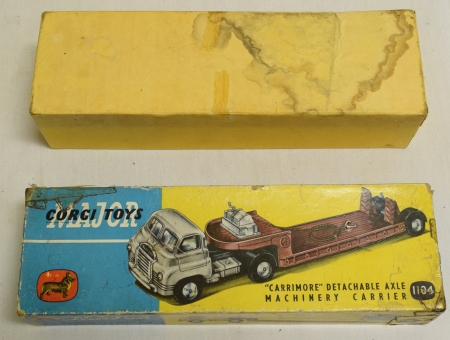 MAJOR
CORGI TOYS
"CARRIMORE" DETACHABLE AXLE
MACHINERY CARRIER
1104